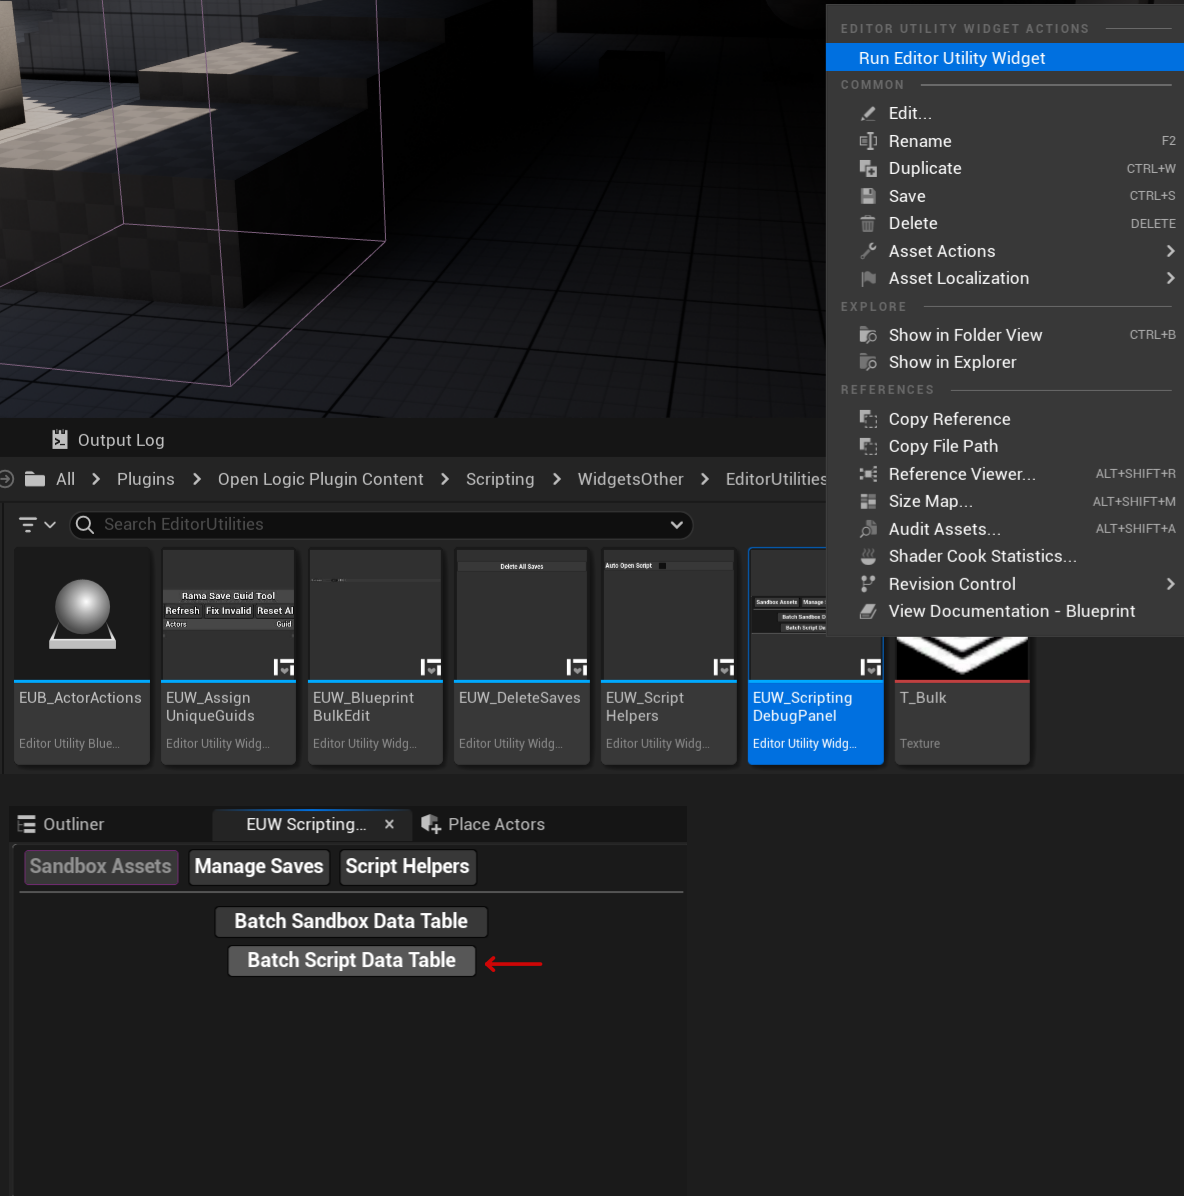 EDITOR UTILITY WIDGET ACTIONS
Run Editor Utility Widget
COMMON
Edit...
Rename F2
Duplicate CTRL+W
Save CTRL+S
Delete DELETE
Asset Actions
Asset Localization
EXPLORE
Show in Folder View CTRL+B
Show in Explorer
REFERENCES
Copy Reference
Copy File Path
Reference Viewer... ALT+SHIFT+R
Size Map... ALT+SHIFT+M
Audit Assets... ALT+SHIFT+A
Shader Cook Statistics...
Revision Control
View Documentation - Blueprint
Output Log
All > Plugins > Open Logic Plugin Content > Scripting > WidgetsOther > EditorUtilities
Search EditorUtilities
Rama Save Guid Tool
Refresh Fix Invalid Reset Al
Actors Guid
Delete All Saves
Auto Open Script
Sandbox Assets Manage
Batch Sandbox D
Batch Script Da
EUB_ActorActions
Editor Utility Blue...
EUW_Assign
UniqueGuids
Editor Utility Widg...
EUW_Blueprint
BulkEdit
Editor Utility Widg...
EUW_DeleteSaves
Editor Utility Widg...
EUW_Script
Helpers
Editor Utility Widg...
EUW_Scripting
DebugPanel
Editor Utility Widg...
T_Bulk
Texture
Outliner
EUW Scripting... ×
Place Actors
Sandbox Assets Manage Saves Script Helpers
Batch Sandbox Data Table
Batch Script Data Table